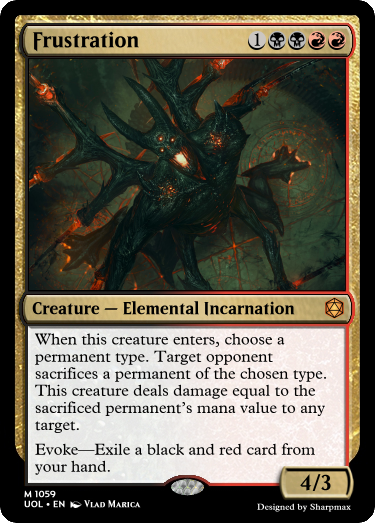 Frustration 1
Creature — Elemental Incarnation
When this creature enters, choose a
permanent type. Target opponent
sacrifices a permanent of the chosen type.
This creature deals damage equal to the
sacrificed permanent's mana value to any
target.
Evoke—Exile a black and red card from
your hand.
4/3
M 1059
UOL • EN Vlad Marica
Designed by Sharpmax